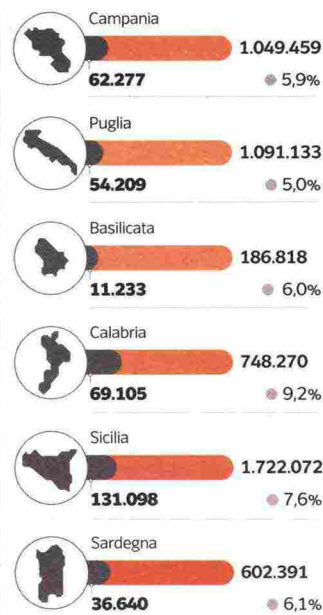 Campania
1.049.459
62.277 5,9%
Puglia
1.091.133
54.209 5,0%
Basilicata
186.818
11.233 6,0%
Calabria
748.270
69.105 9,2%
Sicilia
1.722.072
131.098 7,6%
Sardegna
602.391
36.640 6,1%